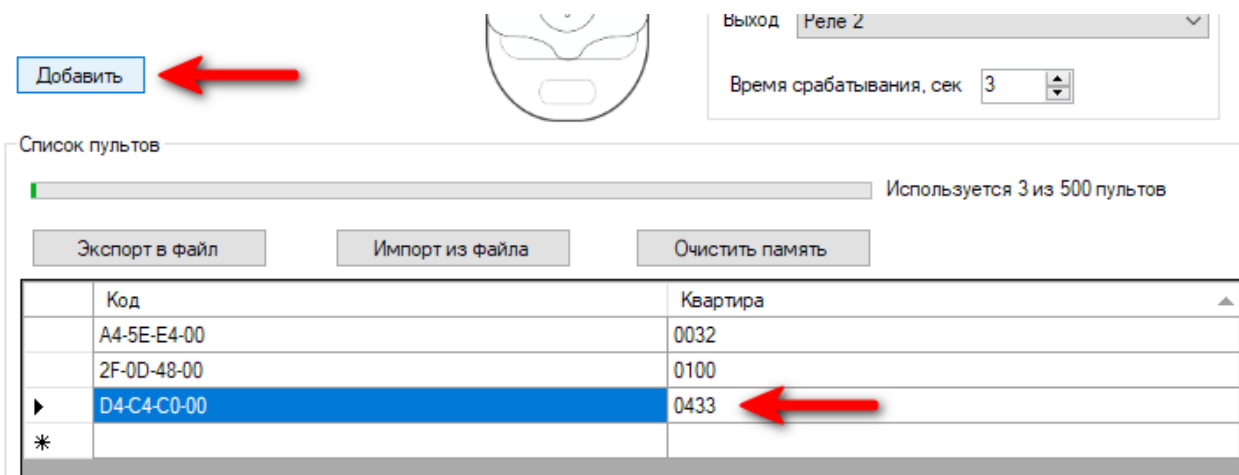 Выход Реле 2
Добавить
Время срабатывания, сек 3
Список пультов
Используется 3 из 500 пультов
Экспорт в файл Импорт из файла Очистить память
Код Квартира
A4-5E-E4-00 0032
2F-0D-48-00 0100
D4-C4-C0-00 0433